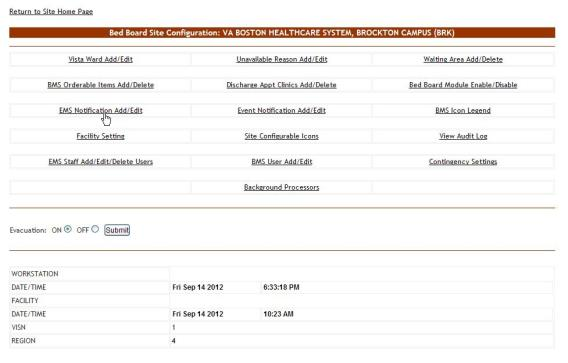 Return to Site Home Page
Bed Board Site Configuration: VA BOSTON HEALTHCARE SYSTEM, BROCKTON CAMPUS (BRK)
Vista Ward Add/Edit Unavailable Reason Add/Edit Waiting Area Add/Delete
BMS Orderable Items Add/Delete Discharge Appt Clinics Add/Delete Bed Board Module Enable/Disable
EMS Notification Add/Edit Event Notification Add/Edit BMS Icon Legend
Facility Setting Site Configurable Icons View Audit Log
EMS Staff Add/Edit/Delete Users BMS User Add/Edit Contingency Settings
Background Processors
Evacuation: ON OFF Submit
WORKSTATION
DATE/TIME Fri Sep 14 2012 6:33:18 PM
FACILITY
DATE/TIME Fri Sep 14 2012 10:23 AM
VISN 1
REGION 4